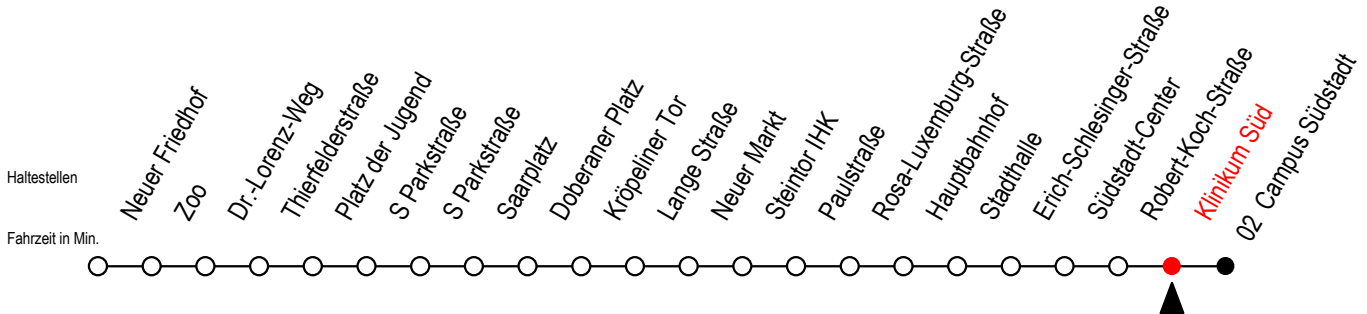 Haltestellen
Neuer Friedhof
Zoo
Dr.-Lorenz-Weg
Thierfelderstraße
Platz der Jugend
S Parkstraße
S Parkstraße
Saarplatz
Doberaner Platz
Kröpeliner Tor
Lange Straße
Neuer Markt
Steintor IHK
Paulstraße
Rosa-Luxemburg-Straße
Hauptbahnhof
Stadthalle
Erich-Schlesinger-Straße
Südstadt-Center
Robert-Koch-Straße
Klinikum Süd
02 Campus Südstadt
Fahrzeit in Min.